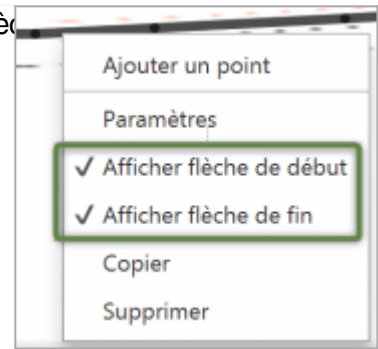 Ajouter un point
Paramètres
✓ Afficher flèche de début
✓ Afficher flèche de fin
Copier
Supprimer